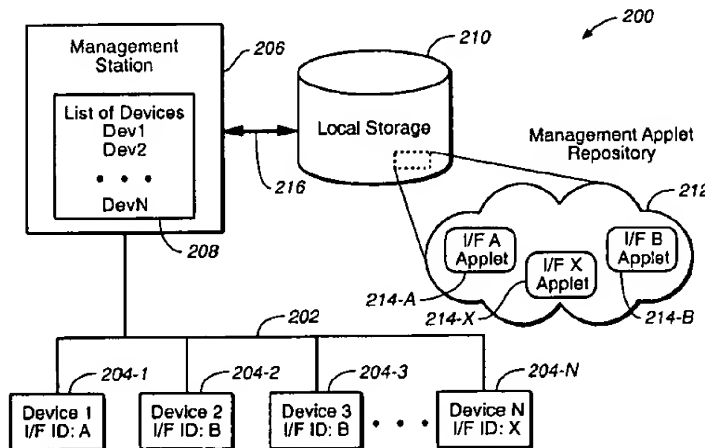 200
Management
Station
206
210
List of Devices
Dev1
Dev2
• • •
DevN
208
216
Local Storage
Management Applet
Repository
212
I/F A
Applet
I/F X
Applet
I/F B
Applet
214-A
214-X
214-B
202
204-1
204-2
204-3
204-N
Device 1
I/F ID: A
Device 2
I/F ID: B
Device 3
I/F ID: B
• • •
Device N
I/F ID: X